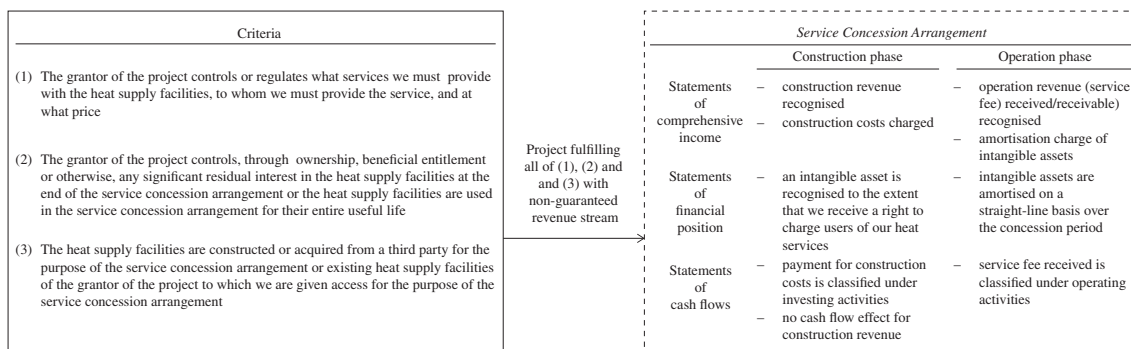 Criteria
(1) The grantor of the project controls or regulates what services we must provide
with the heat supply facilities, to whom we must provide the service, and at
what price
(2) The grantor of the project controls, through ownership, beneficial entitlement
or otherwise, any significant residual interest in the heat supply facilities at the
end of the service concession arrangement or the heat supply facilities are used
in the service concession arrangement for their entire useful life
(3) The heat supply facilities are constructed or acquired from a third party for the
purpose of the service concession arrangement or existing heat supply facilities
of the grantor of the project to which we are given access for the purpose of the
service concession arrangement
Project fulfilling
all of (1), (2) and
and (3) with
non-guaranteed
revenue stream
Service Concession Arrangement
Construction phase
Operation phase
Statements
of
comprehensive
income
– construction revenue
recognised
– construction costs charged
– operation revenue (service
fee) received/receivable)
recognised
– amortisation charge of
intangible assets
Statements
of
financial
position
– an intangible asset is
recognised to the extent
that we receive a right to
charge users of our heat
services
– intangible assets are
amortised on a
straight-line basis over
the concession period
Statements
of
cash flows
– payment for construction
costs is classified under
investing activities
– no cash flow effect for
construction revenue
– service fee received is
classified under operating
activities